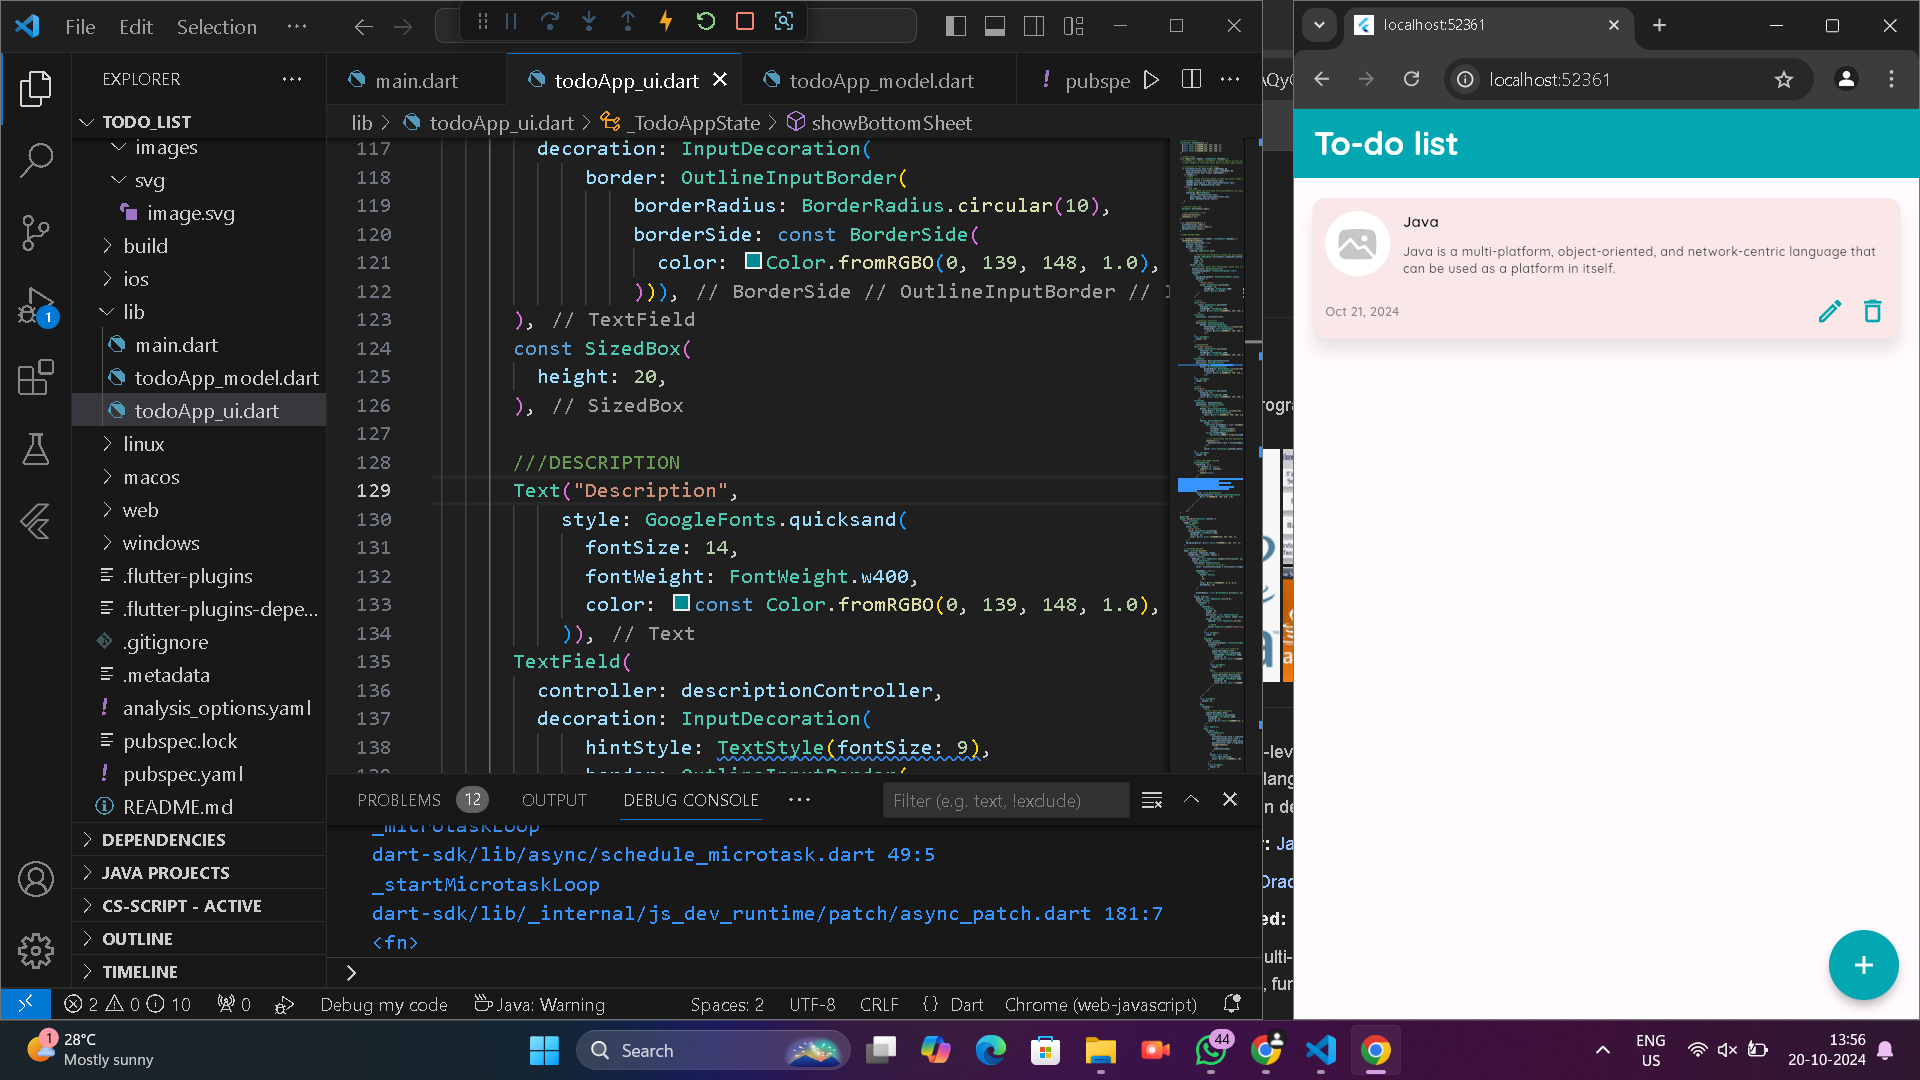 File Edit Selection ···
EXPLORER ···
TODO_LIST
images
svg
image.svg
build
ios
lib
main.dart
todoApp_model.dart
todoApp_ui.dart
linux
macos
web
windows
.flutter-plugins
.flutter-plugins-depe...
.gitignore
.metadata
analysis_options.yaml
pubspec.lock
pubspec.yaml
README.md
DEPENDENCIES
JAVA PROJECTS
CS-SCRIPT - ACTIVE
OUTLINE
TIMELINE
1
main.dart todoApp_ui.dart todoApp_model.dart ! pubspe
lib > todoApp_ui.dart > _TodoAppState > showBottomSheet
117 decoration: InputDecoration(
118 border: OutlineInputBorder(
119 borderRadius: BorderRadius.circular(10),
120 borderSide: const BorderSide(
121 color: Color.fromRGBO(0, 139, 148, 1.0),
122 ))), // BorderSide // OutlineInputBorder //
123 ), // TextField
124 const SizedBox(
125 height: 20,
126 ), // SizedBox
127
128 ///DESCRIPTION
129 Text("Description",
130 style: GoogleFonts.quicksand(
131 fontSize: 14,
132 fontWeight: FontWeight.w400,
133 color: const Color.fromRGBO(0, 139, 148, 1.0),
134 )), // Text
135 TextField(
136 controller: descriptionController,
137 decoration: InputDecoration(
138 hintStyle: TextStyle(fontSize: 9),
PROBLEMS 12 OUTPUT DEBUG CONSOLE ··· Filter (e.g. text, !exclude)
_microtaskLoop
dart-sdk/lib/async/schedule_microtask.dart 49:5
_startMicrotaskLoop
dart-sdk/lib/_internal/js_dev_runtime/patch/async_patch.dart 181:7
<fn>
>
2 0 10 0 Debug my code Java: Warning Spaces: 2 UTF-8 CRLF {} Dart Chrome (web-javascript)
localhost:52361
localhost:52361
To-do list
Java
Java is a multi-platform, object-oriented, and network-centric language that
can be used as a platform in itself.
Oct 21, 2024
+
1
28°C
Mostly sunny
Search
44
ENG
US
13:56
20-10-2024